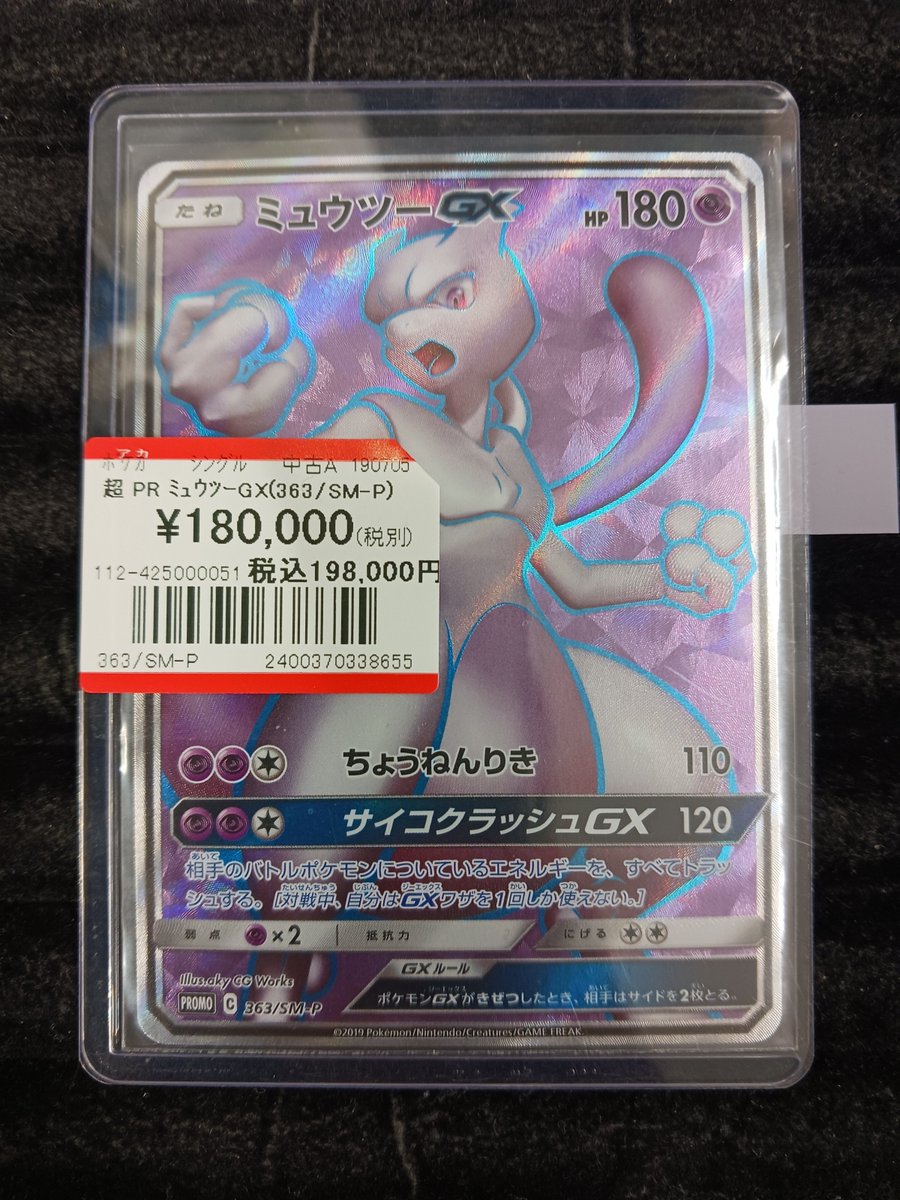 たね ミュウツーGX HP 180
ポケカ シングル 中古A 190705
超 PR ミュウツーGX(363/SM-P)
¥180,000(税別)
112-425000051 税込198,000円
363/SM-P 2400370338655
ちょうねんりき 110
サイコクラッシュGX 120
相手のバトルポケモンについているエネルギーを、すべてトラッ
シュする。[対戦中、自分はGXワザを1回しか使えない。]
弱点 ×2 抵抗力 にげる
Illus.aky CG Works
GXルール
PROMO C 363/SM-P
ポケモンGXがきぜつしたとき、相手はサイドを2枚とる。
©2019 Pokémon/Nintendo/Creatures/GAME FREAK.